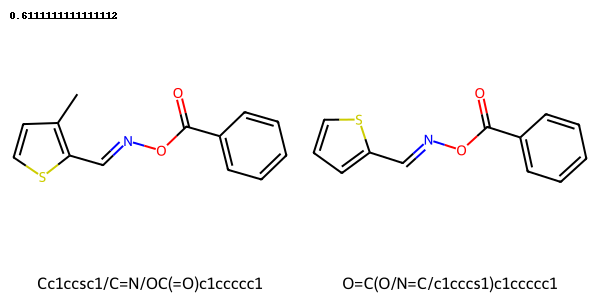 0.6111111111111112
O O
N N
O O
S S
Cc1ccsc1/C=N/OC(=O)c1ccccc1 O=C(O/N=C/c1cccs1)c1ccccc1